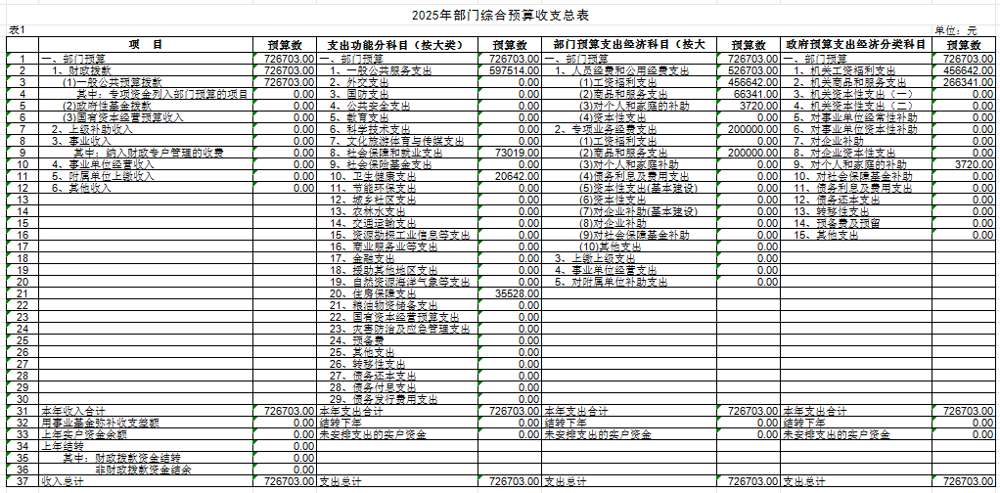 2025年部门综合预算收支总表
表1 单位：元
项 目 预算数 支出功能分科目（按大类） 预算数 部门预算支出经济科目（按大 预算数 政府预算支出经济分类科目 预算数
1 一、部门预算 726703.00 一、部门预算 726703.00 一、部门预算 726703.00 一、部门预算 726703.00
2 1、财政拨款 726703.00 1、一般公共服务支出 597514.00 1、人员经费和公用经费支出 526703.00 1、机关工资福利支出 456642.00
3 (1)一般公共预算拨款 726703.00 2、外交支出 0.00 (1)工资福利支出 456642.00 2、机关商品和服务支出 266341.00
4 其中：专项资金列入部门预算的项目 0.00 3、国防支出 0.00 (2)商品和服务支出 66341.00 3、机关资本性支出（一） 0.00
5 (2)政府性基金拨款 0.00 4、公共安全支出 0.00 (3)对个人和家庭的补助 3720.00 4、机关资本性支出（二） 0.00
6 (3)国有资本经营预算收入 0.00 5、教育支出 0.00 (4)资本性支出 0.00 5、对事业单位经常性补助 0.00
7 2、上级补助收入 0.00 6、科学技术支出 0.00 2、专项业务经费支出 200000.00 6、对事业单位资本性补助 0.00
8 3、事业收入 0.00 7、文化旅游体育与传媒支出 0.00 (1)工资福利支出 0.00 7、对企业补助 0.00
9 其中：纳入财政专户管理的收费 0.00 8、社会保障和就业支出 73019.00 (2)商品和服务支出 200000.00 8、对企业资本性支出 0.00
10 4、事业单位经营收入 0.00 9、社会保险基金支出 0.00 (3)对个人和家庭补助 0.00 9、对个人和家庭的补助 3720.00
11 5、附属单位上缴收入 0.00 10、卫生健康支出 20642.00 (4)债务利息及费用支出 0.00 10、对社会保障基金补助 0.00
12 6、其他收入 0.00 11、节能环保支出 0.00 (5)资本性支出(基本建设) 0.00 11、债务利息及费用支出 0.00
13 12、城乡社区支出 0.00 (6)资本性支出 0.00 12、债务还本支出 0.00
14 13、农林水支出 0.00 (7)对企业补助(基本建设) 0.00 13、转移性支出 0.00
15 14、交通运输支出 0.00 (8)对企业补助 0.00 14、预备费及预留 0.00
16 15、资源勘探工业信息等支出 0.00 (9)对社会保障基金补助 0.00 15、其他支出 0.00
17 16、商业服务业等支出 0.00 (10)其他支出 0.00
18 17、金融支出 0.00 3、上缴上级支出 0.00
19 18、援助其他地区支出 0.00 4、事业单位经营支出 0.00
20 19、自然资源海洋气象等支出 0.00 5、对附属单位补助支出 0.00
21 20、住房保障支出 35528.00
22 21、粮油物资储备支出 0.00
23 22、国有资本经营预算支出 0.00
24 23、灾害防治及应急管理支出 0.00
25 24、预备费 0.00
26 25、其他支出 0.00
27 26、转移性支出 0.00
28 27、债务还本支出 0.00
29 28、债务付息支出 0.00
30 29、债务发行费用支出 0.00
31 本年收入合计 726703.00 本年支出合计 726703.00 本年支出合计 726703.00 本年支出合计 726703.00
32 用事业基金弥补收支差额 0.00 结转下年 0.00 结转下年 0.00 结转下年 0.00
33 上年实户资金余额 0.00 未安排支出的实户资金 0.00 未安排支出的实户资金 0.00 未安排支出的实户资金 0.00
34 上年结转 0.00
35 其中：财政拨款资金结转 0.00
36 非财政拨款资金结余 0.00
37 收入总计 726703.00 支出总计 726703.00 支出总计 726703.00 支出总计 726703.00